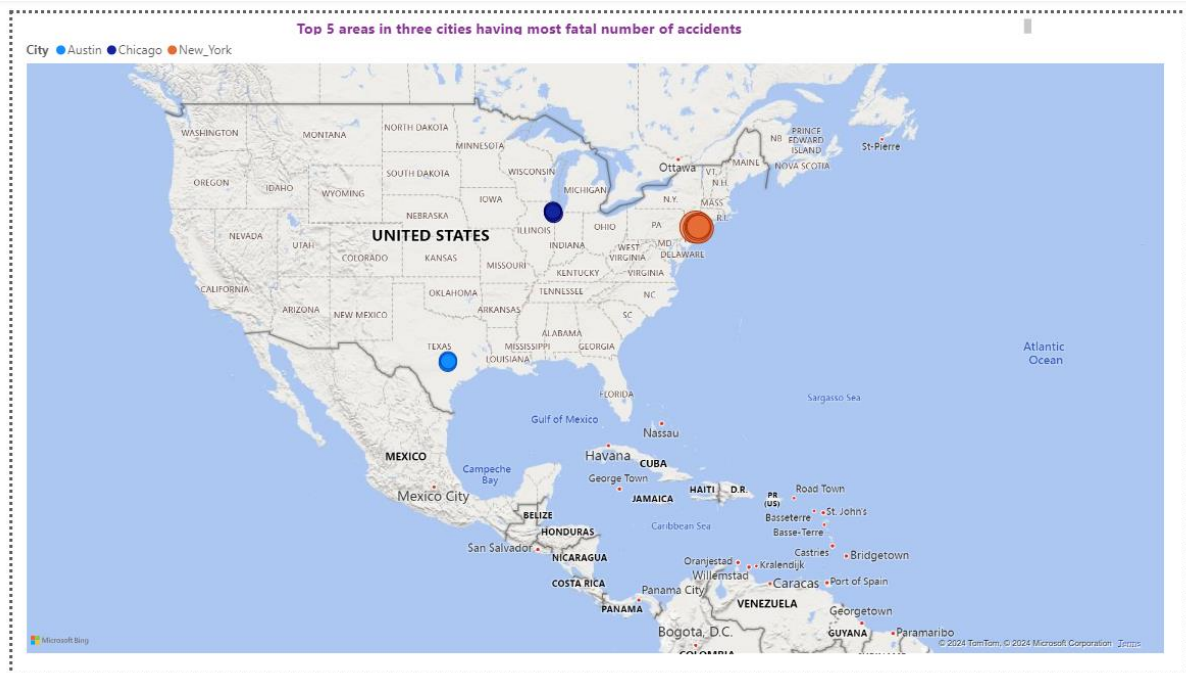 Top 5 areas in three cities having most fatal number of accidents
City Austin Chicago New_York
WASHINGTON
MONTANA
NORTH DAKOTA
MINNESOTA
NB
PRINCE
EDWARD
ISLAND
St-Pierre
Ottawa
MAINE
NOVA SCOTIA
OREGON
IDAHO
WYOMING
SOUTH DAKOTA
WISCONSIN
MICHIGAN
VT.
N.H.
N.Y.
MASS
R.I.
IOWA
NEBRASKA
NEVADA
UTAH
COLORADO
UNITED STATES
KANSAS
ILLINOIS
INDIANA
OHIO
PA
MD
DELAWARE
WEST
VIRGINIA
VIRGINIA
MISSOURI
KENTUCKY
CALIFORNIA
ARIZONA
NEW MEXICO
OKLAHOMA
ARKANSAS
TENNESSEE
NC
SC
ALABAMA
MISSISSIPPI
GEORGIA
TEXAS
LOUISIANA
FLORIDA
Atlantic
Ocean
Sargasso Sea
Gulf of Mexico
Nassau
Havana
CUBA
MEXICO
Mexico City
Campeche
Bay
George Town
JAMAICA
HAITI
D.R.
PR
(US)
Road Town
Basseterre
St. John's
Basse-Terre
BELIZE
HONDURAS
Caribbean Sea
San Salvador
NICARAGUA
Castries
Bridgetown
Oranjestad
Kralendijk
Willemstad
Caracas
Port of Spain
COSTA RICA
Panama City
PANAMA
VENEZUELA
Georgetown
GUYANA
Paramaribo
Bogota, D.C.
COLOMBIA
Microsoft Bing
© 2024 TomTom, © 2024 Microsoft Corporation Terms